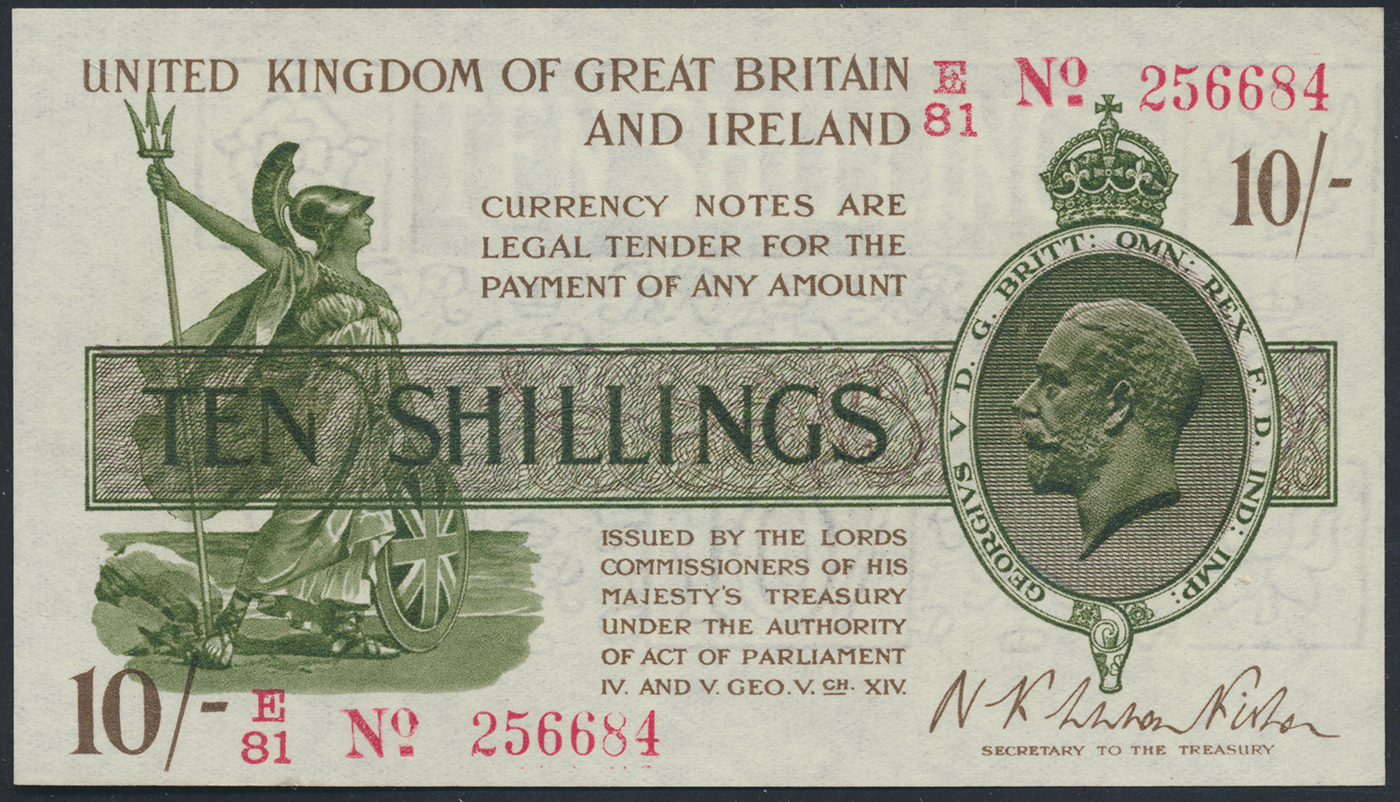 UNITED KINGDOM OF GREAT BRITAIN
AND IRELAND
E
81
Nº 256684
10/-
CURRENCY NOTES ARE
LEGAL TENDER FOR THE
PAYMENT OF ANY AMOUNT
GEORGIVS V D. G. BRITT: OMN: REX F. D. IND: IMP:
TEN SHILLINGS
ISSUED BY THE LORDS
COMMISSIONERS OF HIS
MAJESTY'S TREASURY
UNDER THE AUTHORITY
OF ACT OF PARLIAMENT
IV. AND V. GEO. V. CH. XIV.
10/-
E
81
Nº 256684
SECRETARY TO THE TREASURY